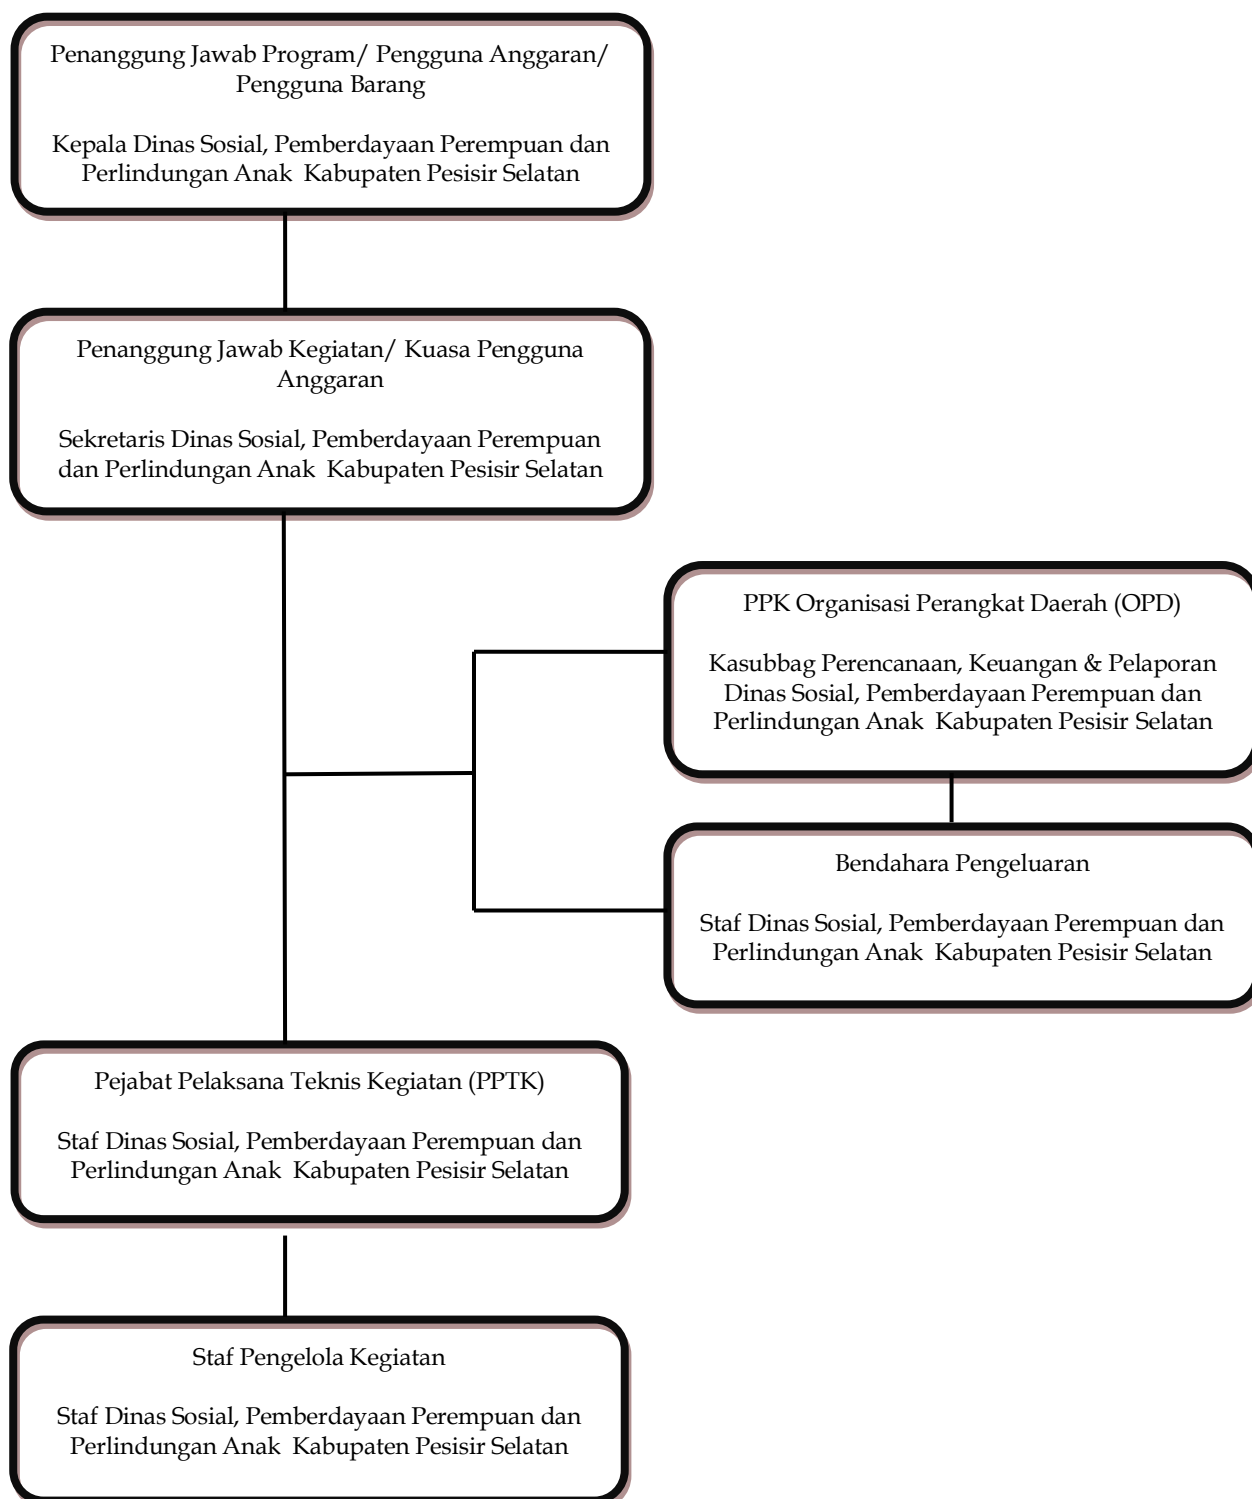 Penanggung Jawab Program/ Pengguna Anggaran/
Pengguna Barang
Kepala Dinas Sosial, Pemberdayaan Perempuan dan
Perlindungan Anak Kabupaten Pesisir Selatan
Penanggung Jawab Kegiatan/ Kuasa Pengguna
Anggaran
Sekretaris Dinas Sosial, Pemberdayaan Perempuan
dan Perlindungan Anak Kabupaten Pesisir Selatan
PPK Organisasi Perangkat Daerah (OPD)
Kasubbag Perencanaan, Keuangan & Pelaporan
Dinas Sosial, Pemberdayaan Perempuan dan
Perlindungan Anak Kabupaten Pesisir Selatan
Bendahara Pengeluaran
Staf Dinas Sosial, Pemberdayaan Perempuan dan
Perlindungan Anak Kabupaten Pesisir Selatan
Pejabat Pelaksana Teknis Kegiatan (PPTK)
Staf Dinas Sosial, Pemberdayaan Perempuan dan
Perlindungan Anak Kabupaten Pesisir Selatan
Staf Pengelola Kegiatan
Staf Dinas Sosial, Pemberdayaan Perempuan dan
Perlindungan Anak Kabupaten Pesisir Selatan